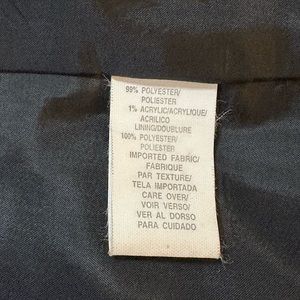 99% POLYESTER/
POLIESTER
1% ACRYLIC/ACRYLIQUE/
ACRILICO
LINING/DOUBLURE
100% POLYESTER/
POLIESTER
IMPORTED FABRIC/
FABRIQUE
PAR TEXTURE/
TELA IMPORTADA
CARE OVER/
VOIR VERSO/
VER AL DORSO
PARA CUIDADO